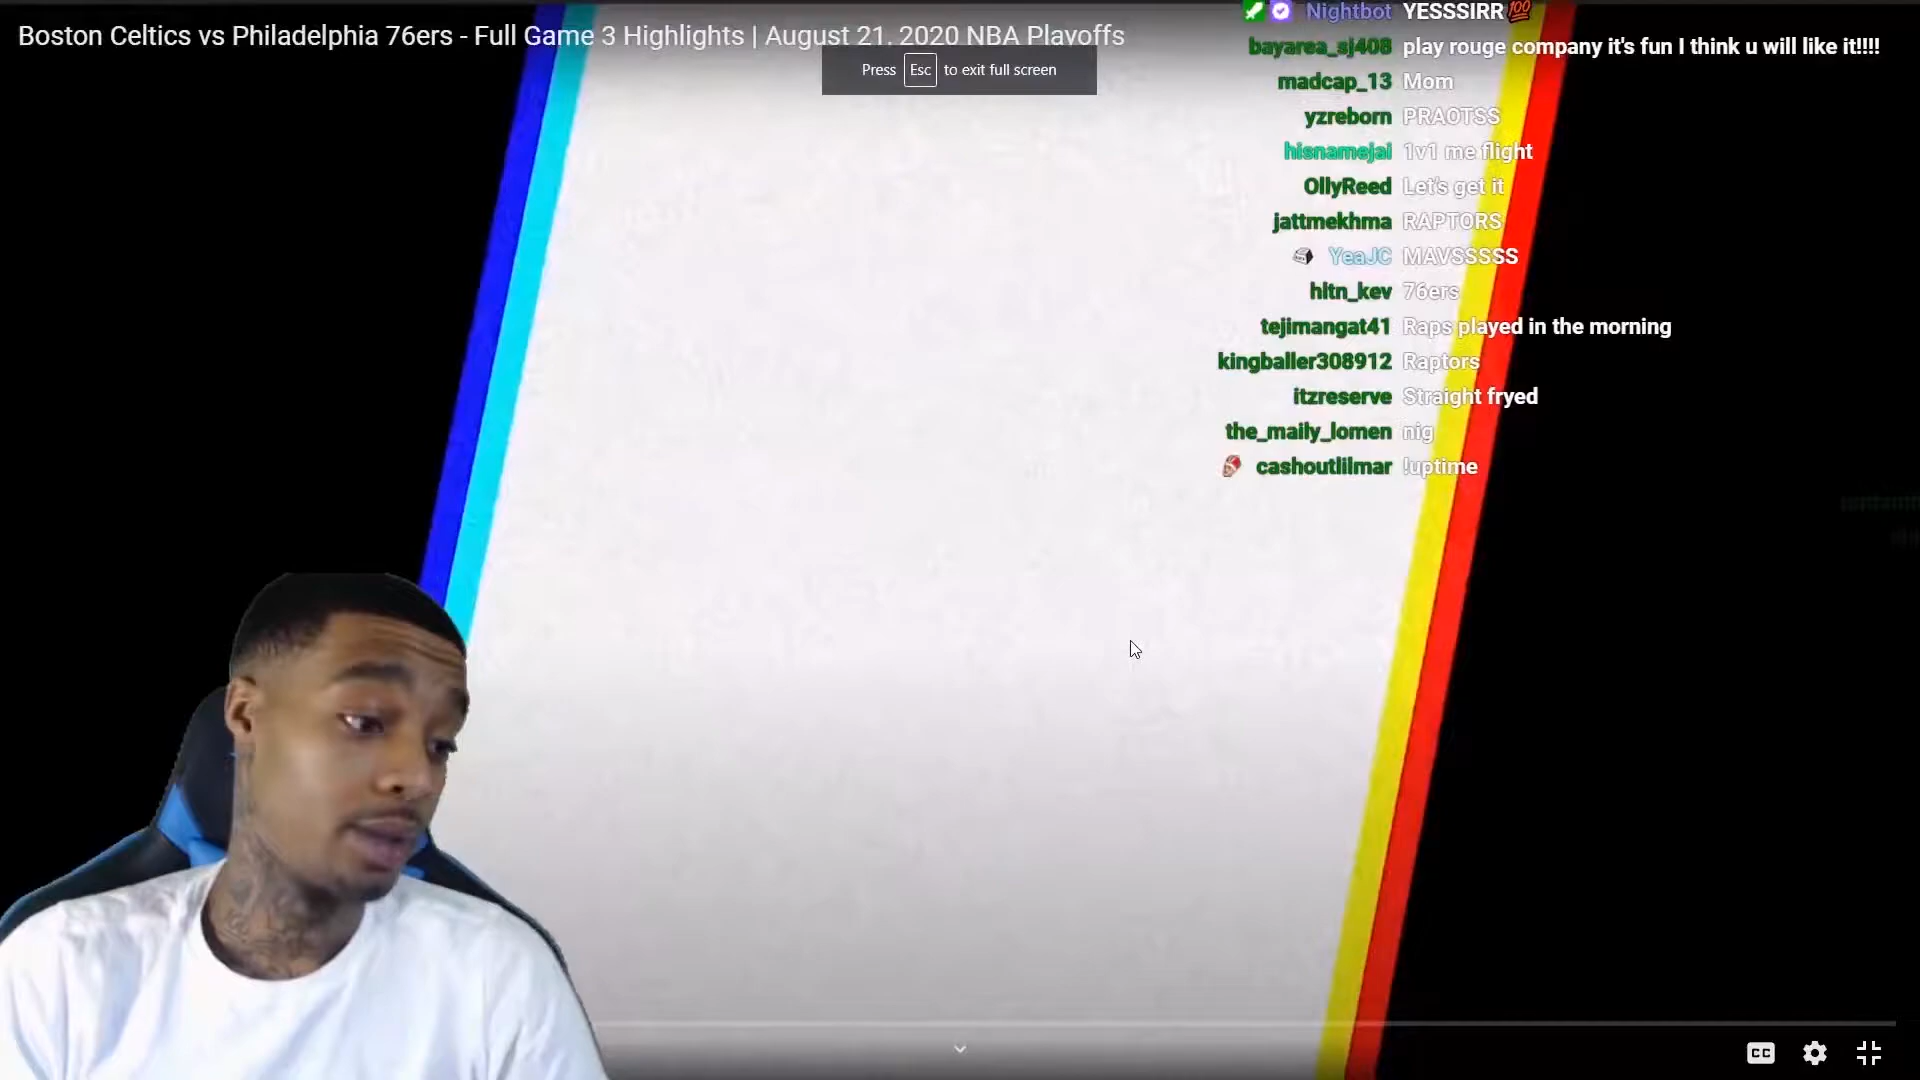 Boston Celtics vs Philadelphia 76ers - Full Game 3 Highlights | August 21, 2020 NBA Playoffs
Press Esc to exit full screen
Nightbot YESSSIRR💯
bayarea_sj408 play rouge company it's fun I think u will like it!!!!
madcap_13 Mom
yzreborn PRAOTSS
hisnamejai 1v1 me flight
OllyReed Let's get it
jattmekhma RAPTORS
YeaJC MAVSSSSS
hltn_kev 76ers
tejimangat41 Raps played in the morning
kingballer308912 Raptors
itzreserve Straight fryed
the_maily_lomen nig
cashoutlilmar !uptime
CC